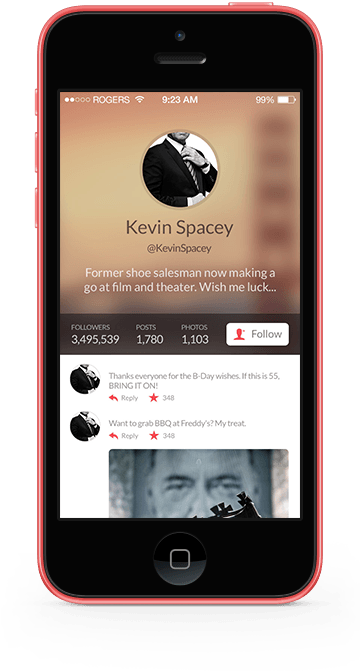 ROGERS 9:23 AM 99%
Kevin Spacey
@KevinSpacey
Former shoe salesman now making a
go at film and theater. Wish me luck...
FOLLOWERS POSTS PHOTOS
3,495,539 1,780 1,103 Follow
Thanks everyone for the B-Day wishes. If this is 55,
BRING IT ON!
Reply 348
Want to grab BBQ at Freddy's? My treat.
Reply 348